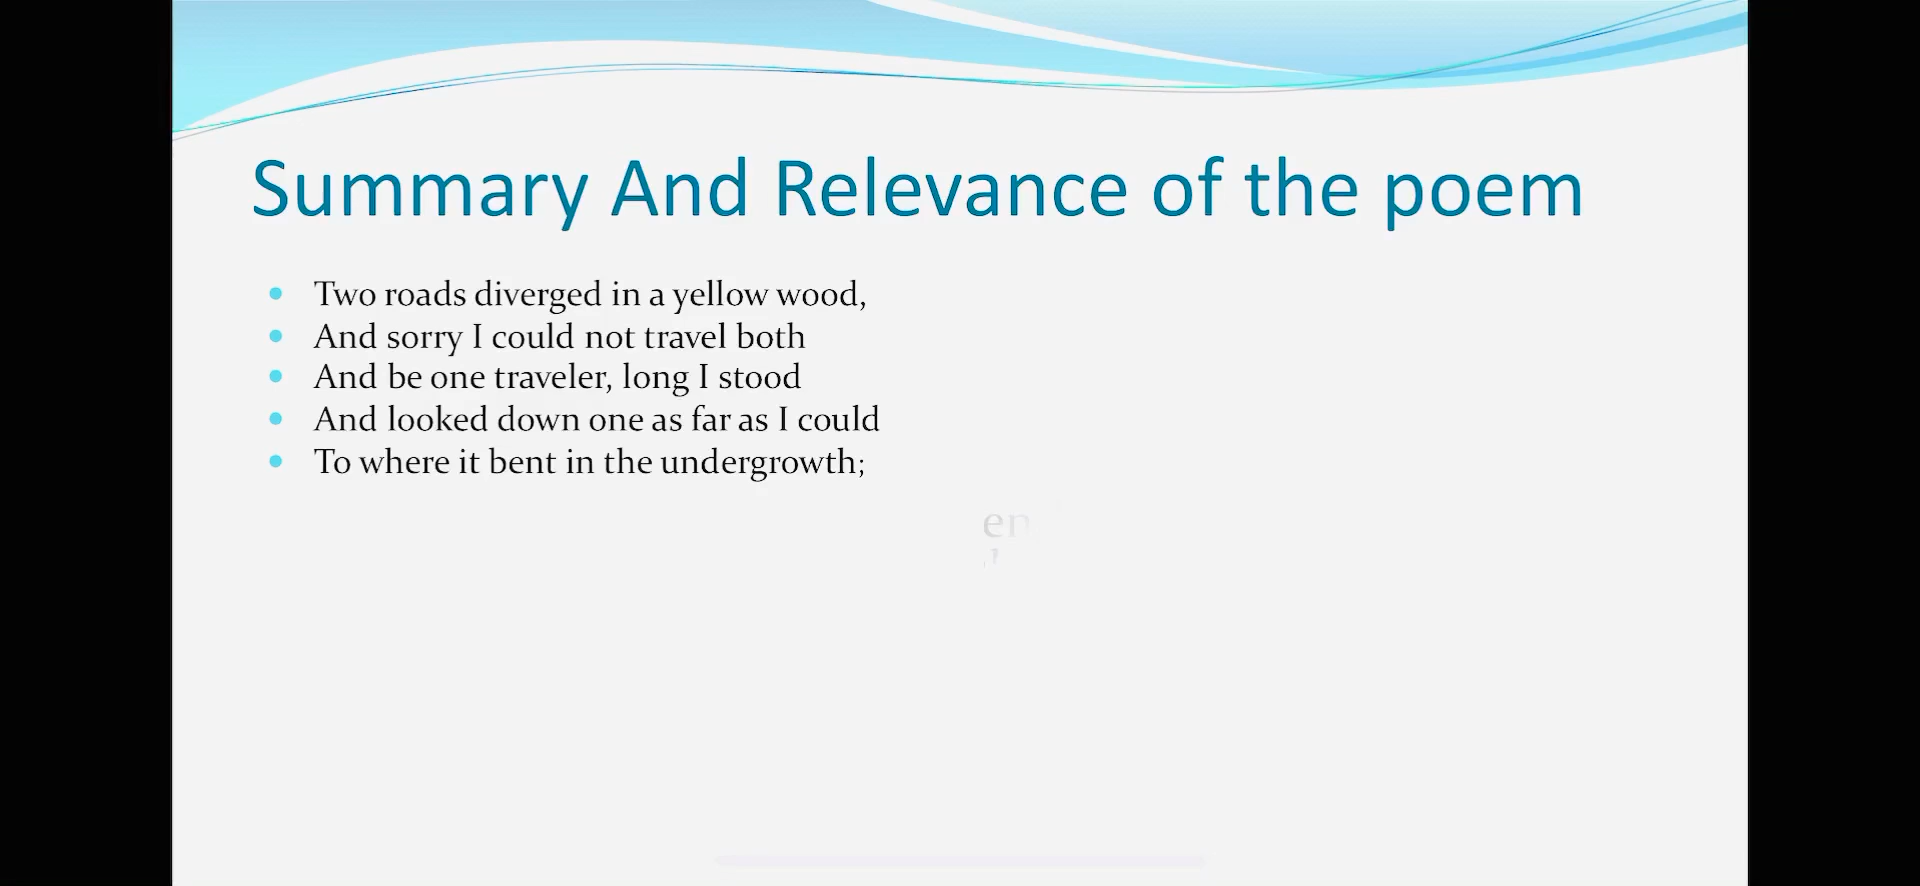 Summary And Relevance of the poem
• Two roads diverged in a yellow wood,
• And sorry I could not travel both
• And be one traveler, long I stood
• And looked down one as far as I could
• To where it bent in the undergrowth;